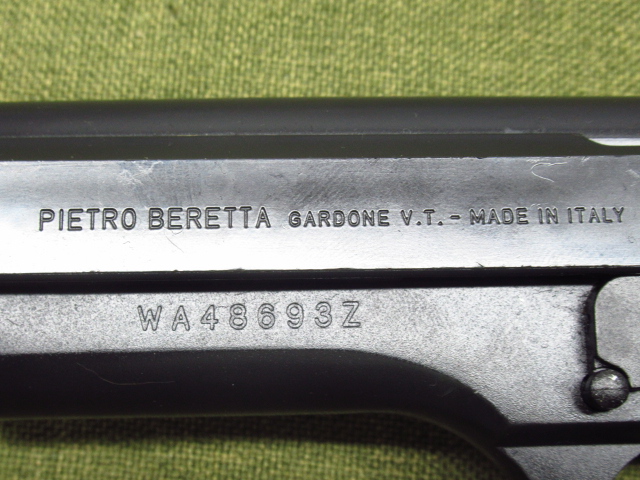 PIETRO BERETTA GARDONE V.T. - MADE IN ITALY
WA48693Z